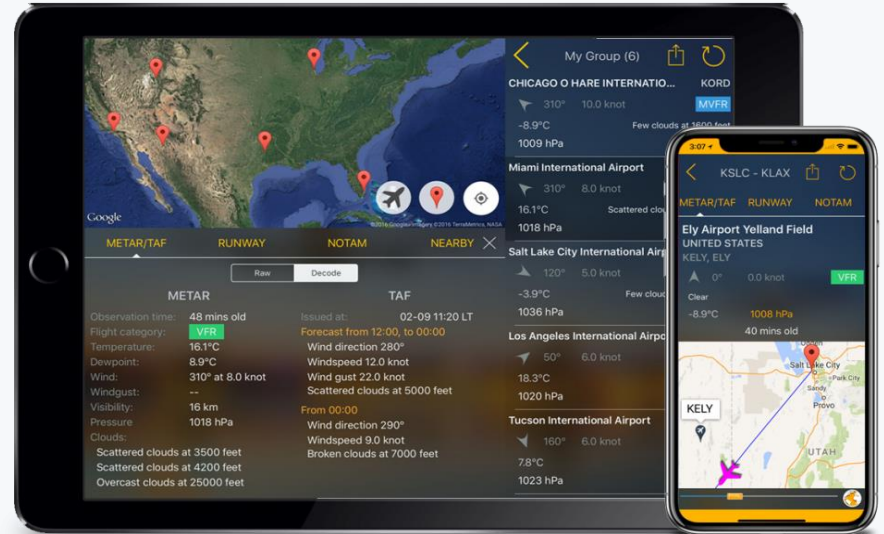 Google
©2016 Google Imagery ©2016 TerraMetrics, NASA
METAR/TAF RUNWAY NOTAM NEARBY
Raw Decode
METAR
Observation time: 48 mins old
Flight category: VFR
Temperature: 16.1°C
Dewpoint: 8.9°C
Wind: 310° at 8.0 knot
Windgust: --
Visibility: 16 km
Pressure 1018 hPa
Clouds:
Scattered clouds at 3500 feet
Scattered clouds at 4200 feet
Overcast clouds at 25000 feet
TAF
Issued at: 02-09 11:20 LT
Forecast from 12:00, to 00:00
Wind direction 280°
Windspeed 12.0 knot
Wind gust 22.0 knot
Scattered clouds at 5000 feet
From 00:00
Wind direction 290°
Windspeed 9.0 knot
Broken clouds at 7000 feet
My Group (6)
CHICAGO O HARE INTERNATIO... KORD
310° 10.0 knot MVFR
-8.9°C Few clouds at 1600 feet
1009 hPa
Miami International Airport
310° 8.0 knot
16.1°C Scattered clou
1018 hPa
Salt Lake City International Airp
120° 5.0 knot
-3.9°C Few cloud
1036 hPa
Los Angeles International Airpo
50° 6.0 knot
18.3°C
1020 hPa
Tucson International Airport
160° 6.0 knot
7.8°C
1023 hPa
3:07
KSLC - KLAX
METAR/TAF RUNWAY NOTAM
Ely Airport Yelland Field
UNITED STATES
KELY, ELY
0° 0.0 knot VFR
Clear
-8.9°C 1008 hPa
40 mins old
Ogden
Salt Lake City
Park City
Sandy
Provo
KELY
UTAH